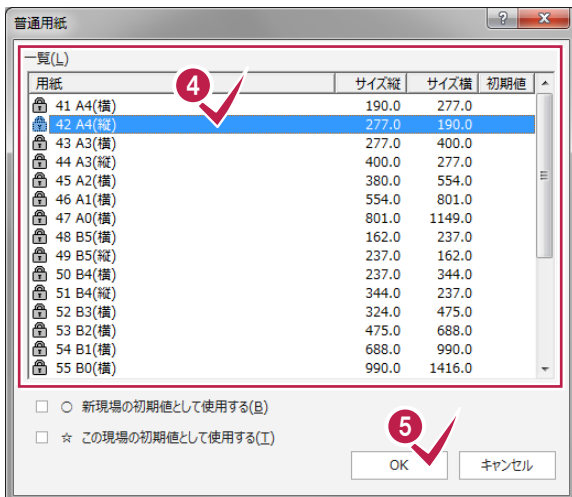 普通用紙
一覧(L)
用紙 サイズ縦 サイズ横 初期値
4
41 A4(横) 190.0 277.0
42 A4(縦) 277.0 190.0
43 A3(横) 277.0 400.0
44 A3(縦) 400.0 277.0
45 A2(横) 380.0 554.0
46 A1(横) 554.0 801.0
47 A0(横) 801.0 1149.0
48 B5(横) 162.0 237.0
49 B5(縦) 237.0 162.0
50 B4(横) 237.0 344.0
51 B4(縦) 344.0 237.0
52 B3(横) 324.0 475.0
53 B2(横) 475.0 688.0
54 B1(横) 688.0 990.0
55 B0(横) 990.0 1416.0
○ 新現場の初期値として使用する(B)
☆ この現場の初期値として使用する(T)
5
OK キャンセル